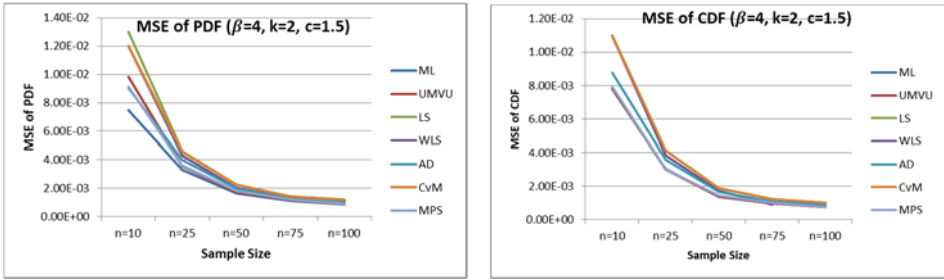 MSE of PDF (β=4, k=2, c=1.5)
1.40E-02
1.20E-02
1.00E-02
8.00E-03
6.00E-03
4.00E-03
2.00E-03
0.00E+00
MSE of PDF
n=10 n=25 n=50 n=75 n=100
Sample Size
ML
UMVU
LS
WLS
AD
CvM
MPS
MSE of CDF (β=4, k=2, c=1.5)
1.20E-02
1.00E-02
8.00E-03
6.00E-03
4.00E-03
2.00E-03
0.00E+00
MSE of CDF
n=10 n=25 n=50 n=75 n=100
Sample Size
ML
UMVU
LS
WLS
AD
CvM
MPS